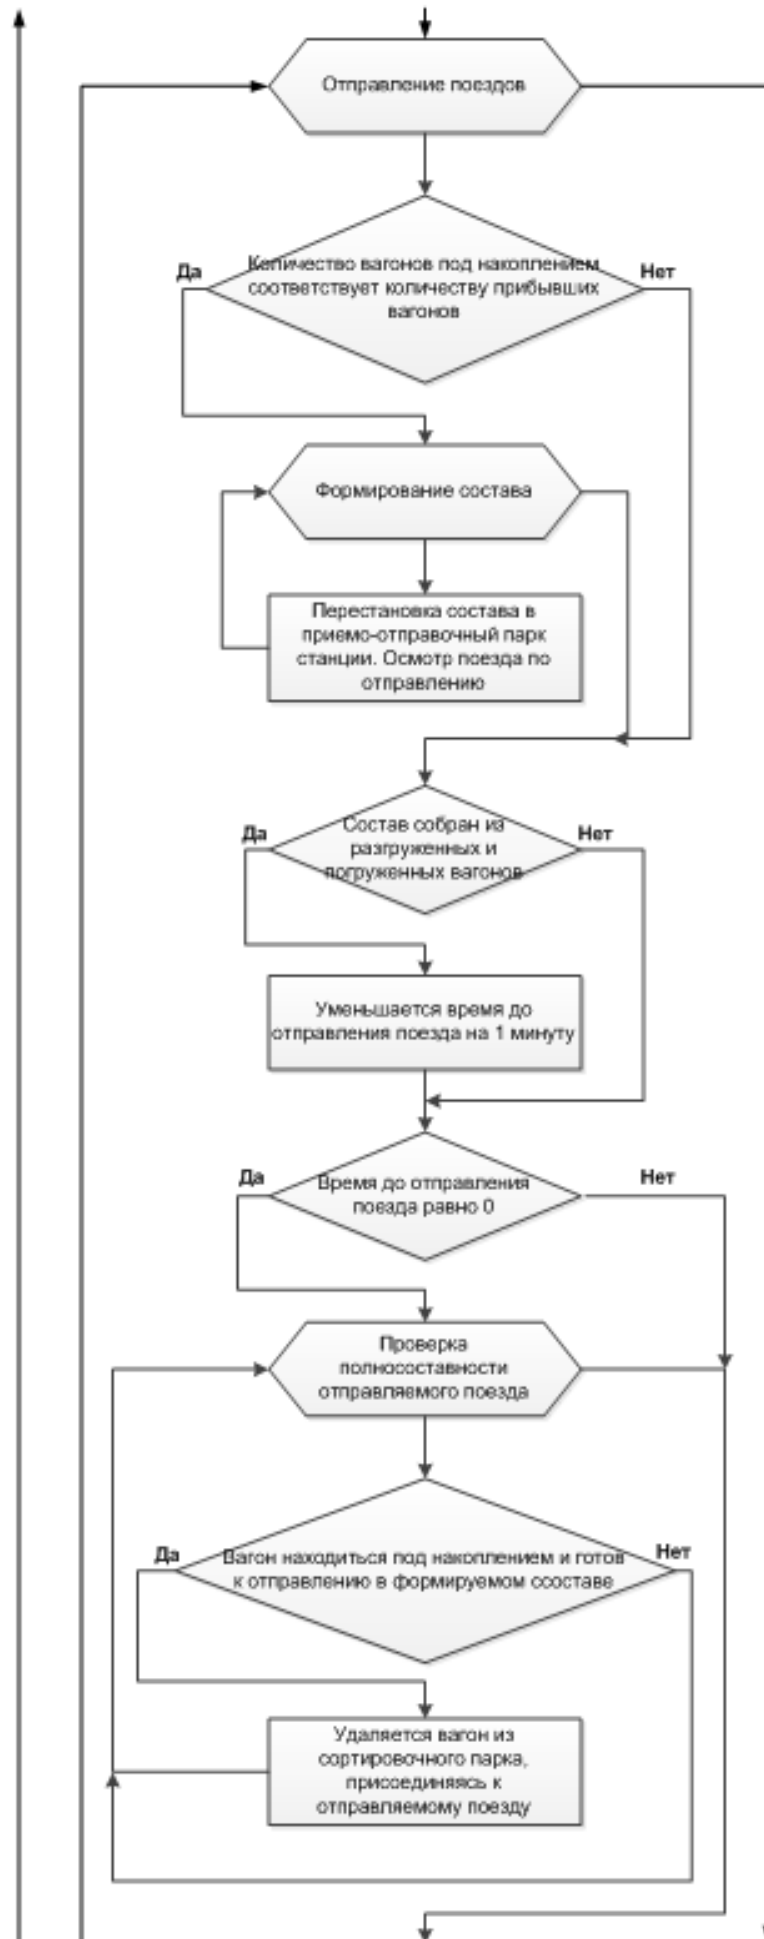 Отправление поездов
Да
Количество вагонов под накоплением
соответствует количеству прибывших
вагонов
Нет
Формирование состава
Перестановка состава в
приемо-отправочный парк
станции. Осмотр поезда по
отправлению
Да
Состав собран из
разгруженных и
погруженных вагонов
Нет
Уменьшается время до
отправления поезда на 1 минуту
Да
Время до отправления
поезда равно 0
Нет
Проверка
полносоставности
отправляемого поезда
Да
Вагон находиться под накоплением и готов
к отправлению в формируемом ссоставе
Нет
Удаляется вагон из
сортировочного парка,
присоединяясь к
отправляемому поезду